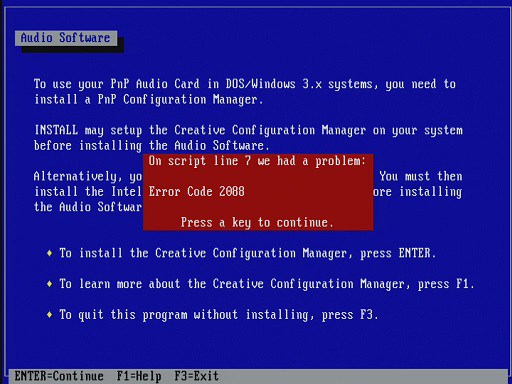 Audio Software
To use your PnP Audio Card in DOS/Windows 3.x systems, you need to
install a PnP Configuration Manager.
INSTALL may setup the Creative Configuration Manager on your system
before installing the Audio Software.
On script line 7 we had a problem:
Alternatively, yo
You must then
install the Intel
Error Code 2088
ore installing
the Audio Softwar
Press a key to continue.
♦ To install the Creative Configuration Manager, press ENTER.
♦ To learn more about the Creative Configuration Manager, press F1.
♦ To quit this program without installing, press F3.
ENTER=Continue F1=Help F3=Exit